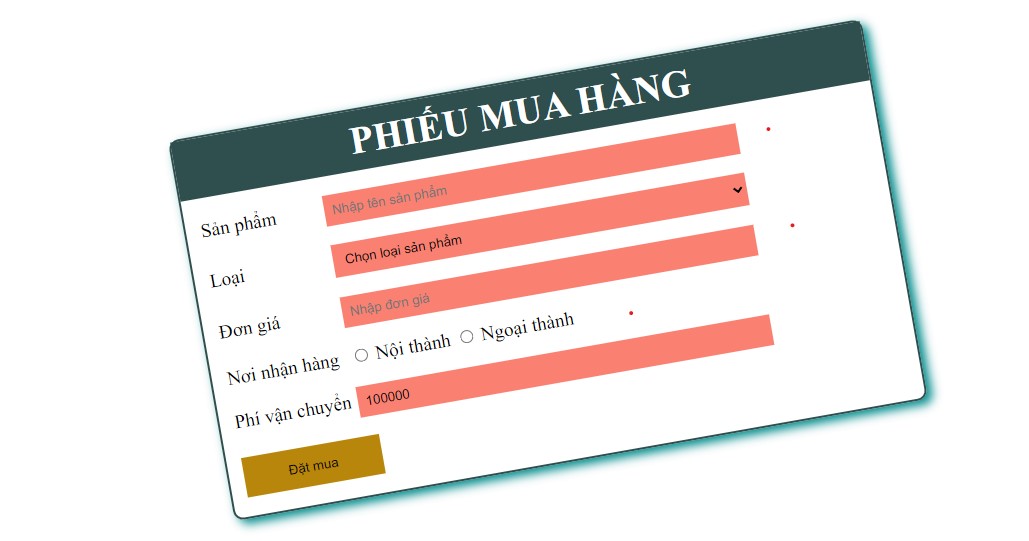 PHIẾU MUA HÀNG
Sản phẩm Nhập tên sản phẩm
Loại Chọn loại sản phẩm
Đơn giá Nhập đơn giá
Nơi nhận hàng Nội thành Ngoại thành
Phí vận chuyển 100000
Đặt mua